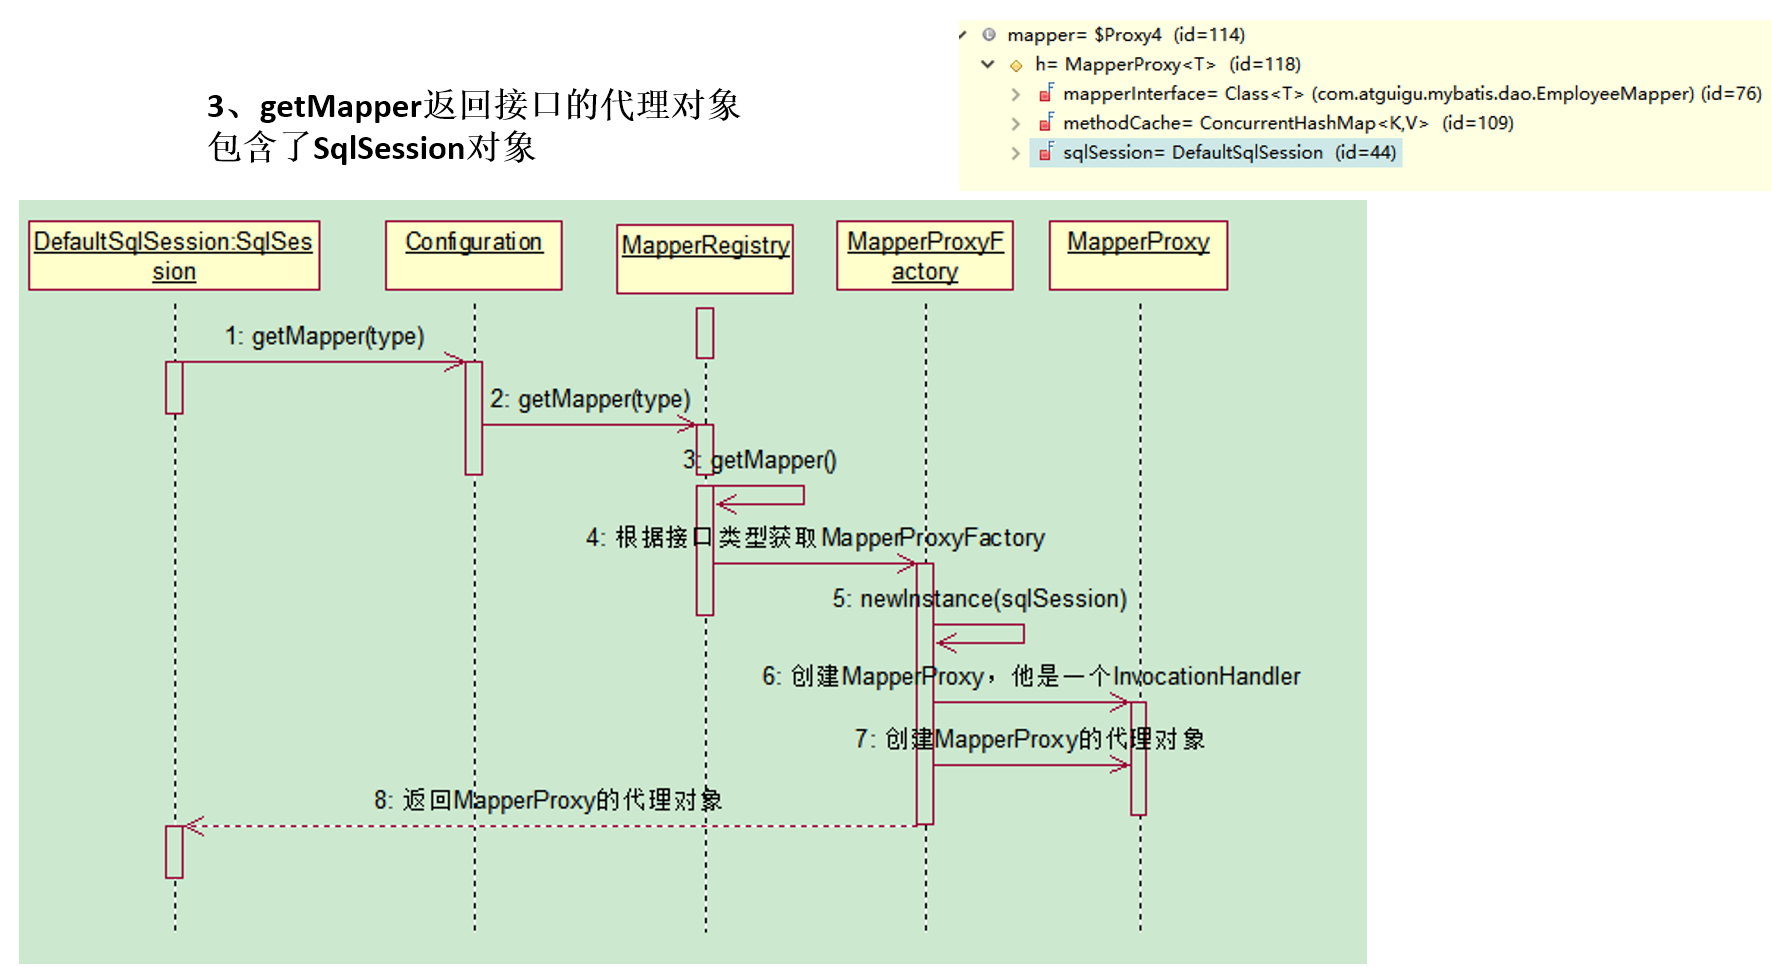 3、getMapper返回接口的代理对象
包含了SqlSession对象
mapper= $Proxy4 (id=114)
h= MapperProxy<T> (id=118)
mapperInterface= Class<T> (com.atguigu.mybatis.dao.EmployeeMapper) (id=76)
methodCache= ConcurrentHashMap<K,V> (id=109)
sqlSession= DefaultSqlSession (id=44)
DefaultSqlSession:SqlSes
sion
Configuration
MapperRegistry
MapperProxyF
actory
MapperProxy
1: getMapper(type)
2: getMapper(type)
3: getMapper()
4: 根据接口类型获取MapperProxyFactory
5: newInstance(sqlSession)
6: 创建MapperProxy，他是一个InvocationHandler
7: 创建MapperProxy的代理对象
8: 返回MapperProxy的代理对象